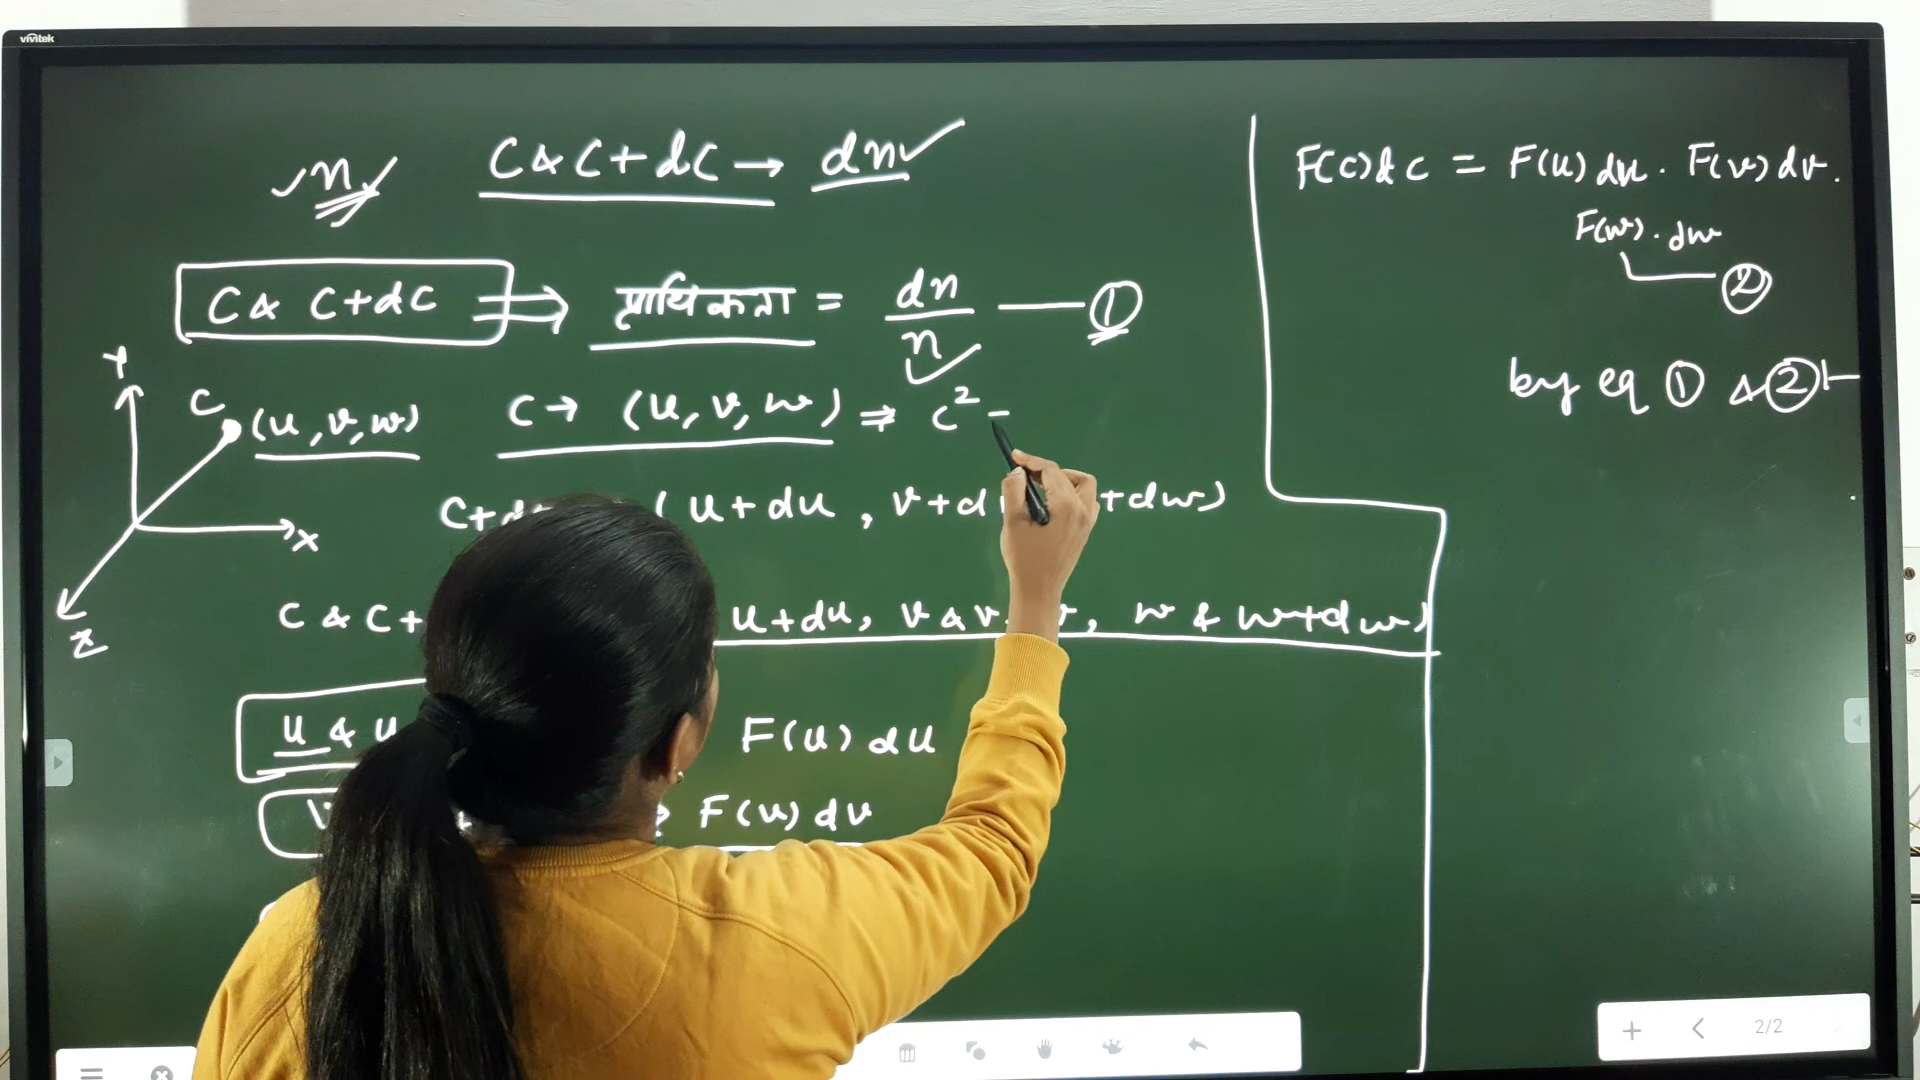 vivitek
n C & C + dC → dn
C & C + dC ⇒ प्रायिकता = dn/n — ①
Y
C (u, v, w) C → (u, v, w) ⇒ c² =
X
Z
( u + du , v + d + dw )
C & C + u + du, v & v , w & w + dw )
u & u F(u) du
F(v) dv
F(c) dc = F(u) du . F(v) dv .
F(w) . dw
②
by eq ① & ②
2/2